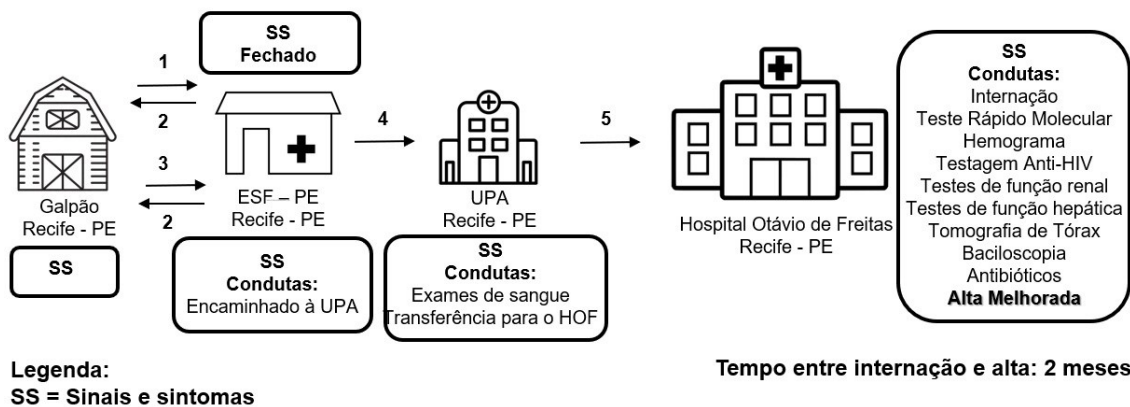 SS
Fechado
1
2
3
2
4
5
Galpão
Recife - PE
SS
ESF – PE
Recife - PE
SS
Condutas:
Encaminhado à UPA
UPA
Recife - PE
SS
Condutas:
Exames de sangue
Transferência para o HOF
Hospital Otávio de Freitas
Recife - PE
SS
Condutas:
Internação
Teste Rápido Molecular
Hemograma
Testagem Anti-HIV
Testes de função renal
Testes de função hepática
Tomografia de Tórax
Baciloscopia
Antibióticos
Alta Melhorada
Legenda:
SS = Sinais e sintomas
Tempo entre internação e alta: 2 meses